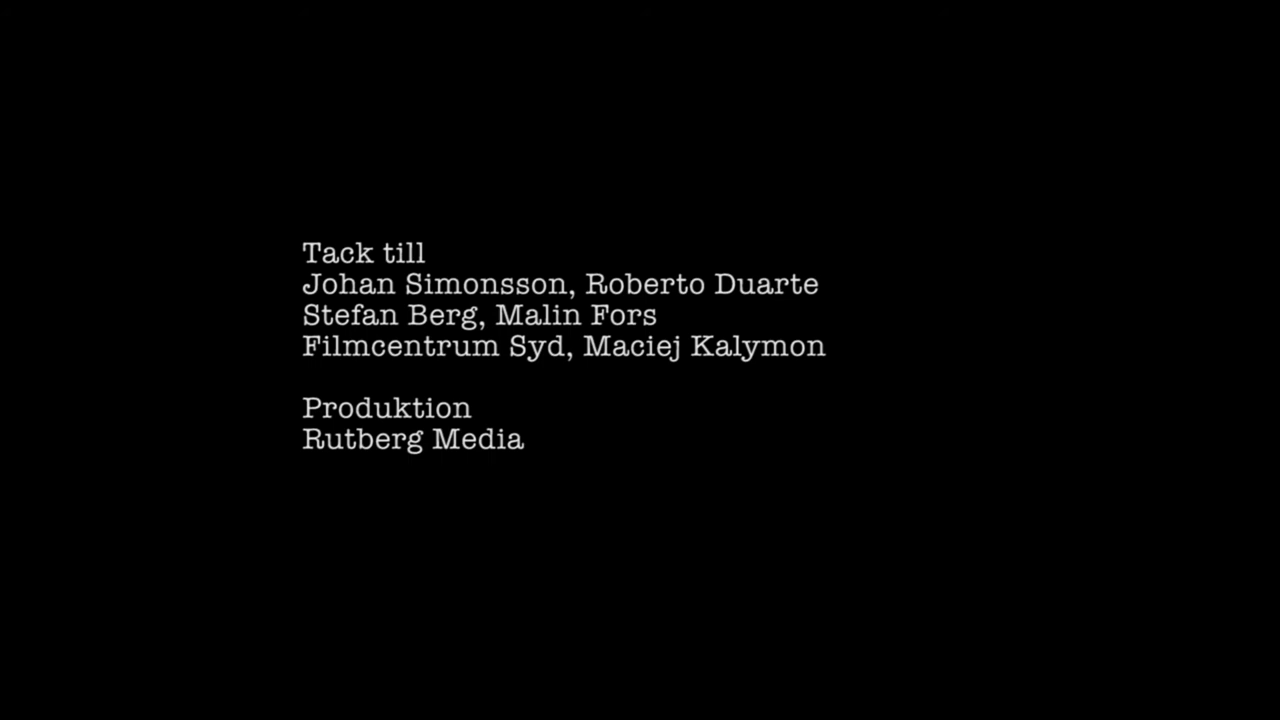 Tack till
Johan Simonsson, Roberto Duarte
Stefan Berg, Malin Fors
Filmcentrum Syd, Maciej Kalymon
Produktion
Rutberg Media